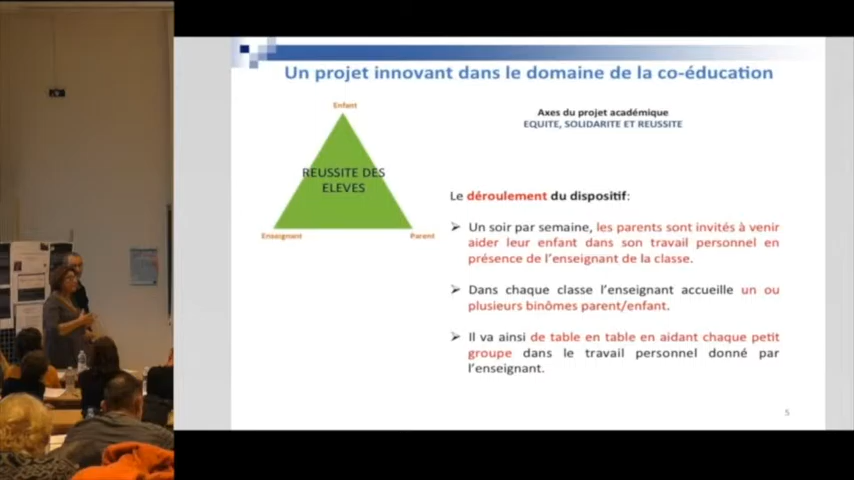 Un projet innovant dans le domaine de la co-éducation
Enfant
REUSSITE DES
ELEVES
Enseignant
Parent
Axes du projet académique
EQUITE, SOLIDARITE ET REUSSITE
Le déroulement du dispositif:
➢ Un soir par semaine, les parents sont invités à venir
aider leur enfant dans son travail personnel en
présence de l'enseignant de la classe.
➢ Dans chaque classe l'enseignant accueille un ou
plusieurs binômes parent/enfant.
➢ Il va ainsi de table en table en aidant chaque petit
groupe dans le travail personnel donné par
l'enseignant.
5